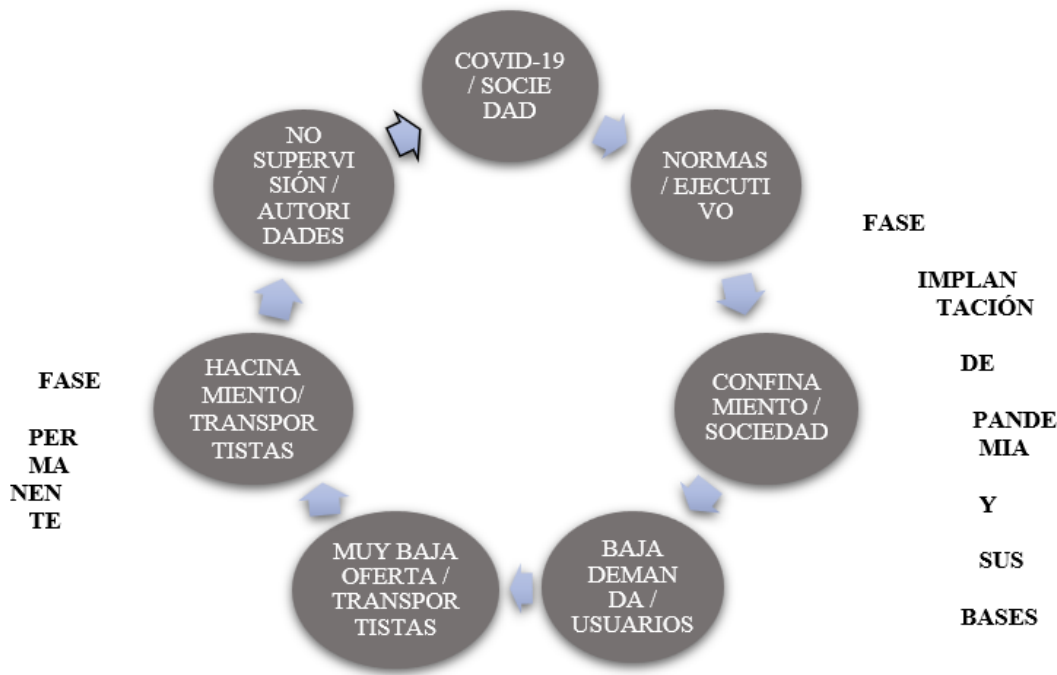 COVID-19
/ SOCIE
DAD
NORMAS
/ EJECUTI
VO
CONFINA
MIENTO /
SOCIEDAD
BAJA
DEMAN
DA /
USUARIOS
MUY BAJA
OFERTA /
TRANSPOR
TISTAS
HACINA
MIENTO/
TRANSPOR
TISTAS
NO
SUPERVI
SIÓN /
AUTORI
DADES
FASE
IMPLAN
TACIÓN
DE
PANDE
MIA
Y
SUS
BASES
FASE
PER
MA
NEN
TE